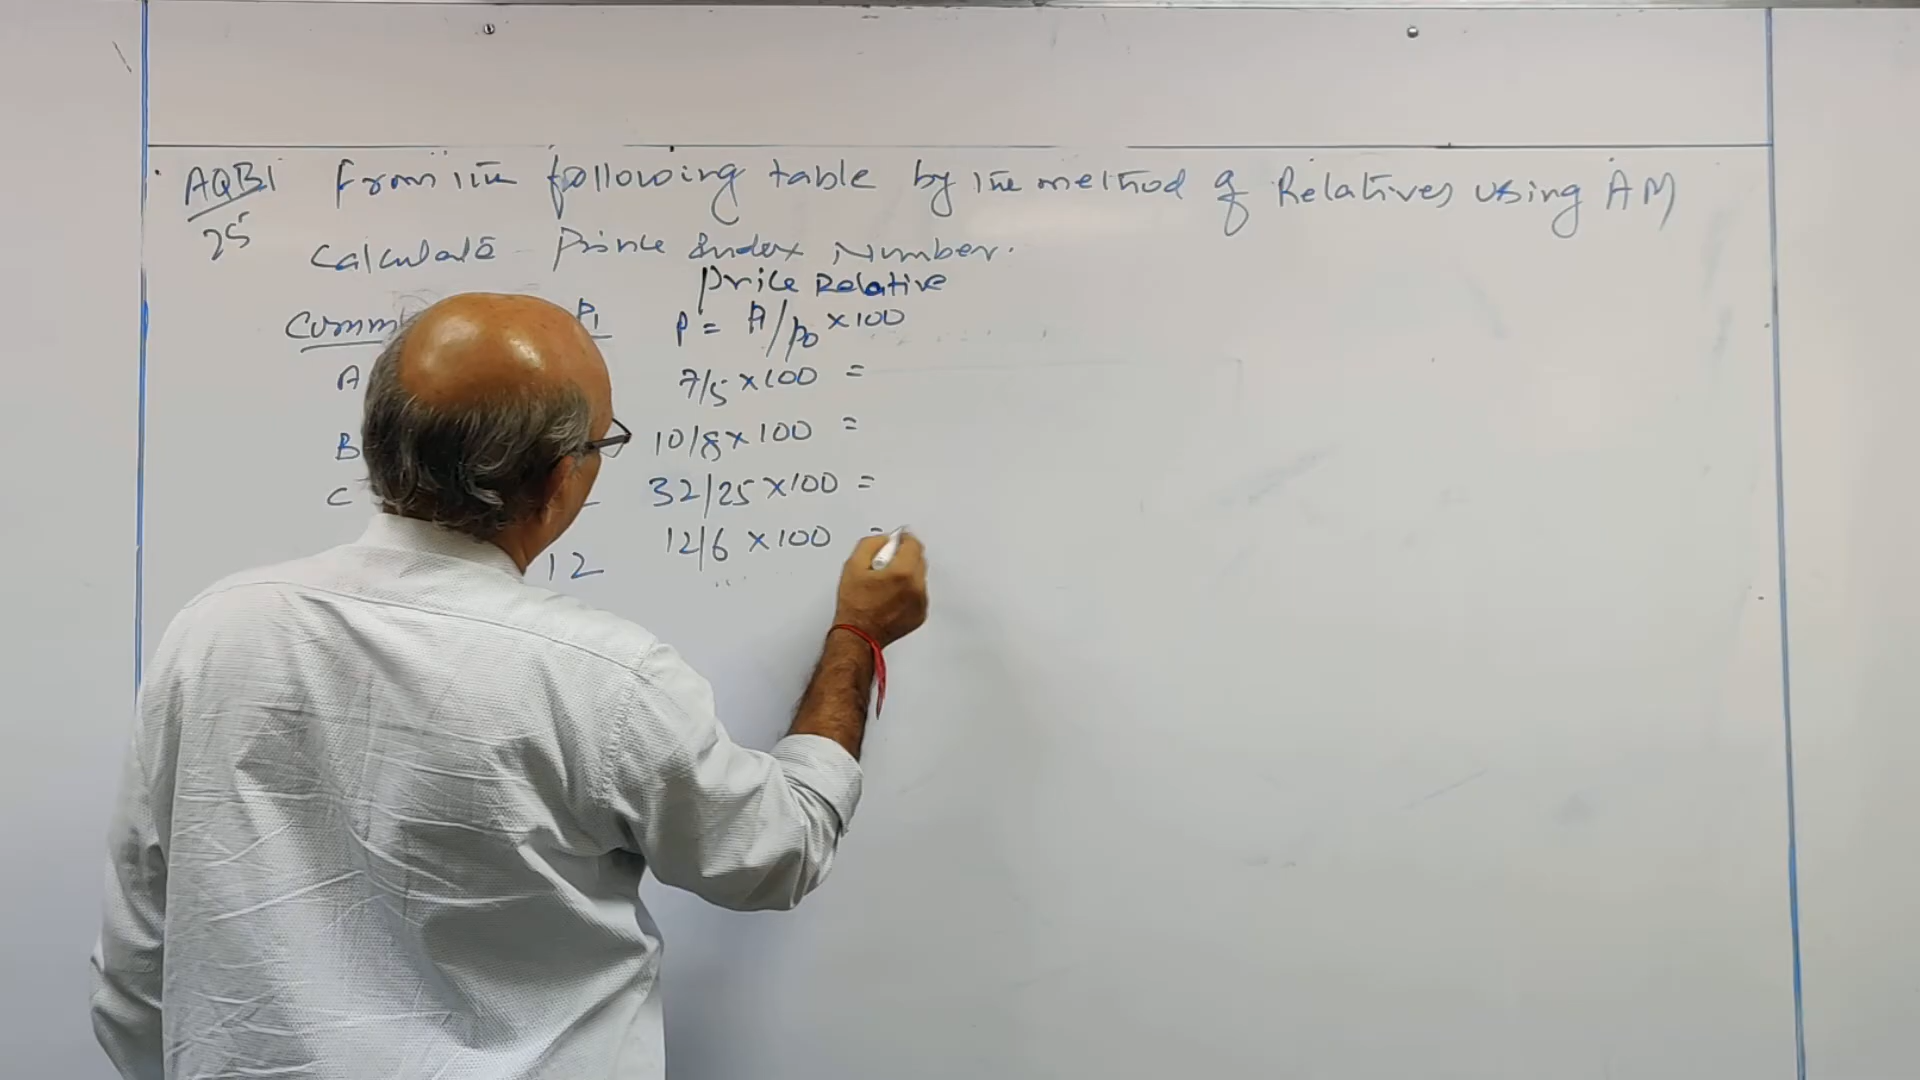 AQB1 From the following table by the method of Relatives using AM
25
Calculate Price Index Number.
Price Relative
Comm P1 P = P1/P0 ×100
A 7/5 ×100 =
B 10/8 ×100 =
C 32/25 ×100 =
12 12/6 ×100 =